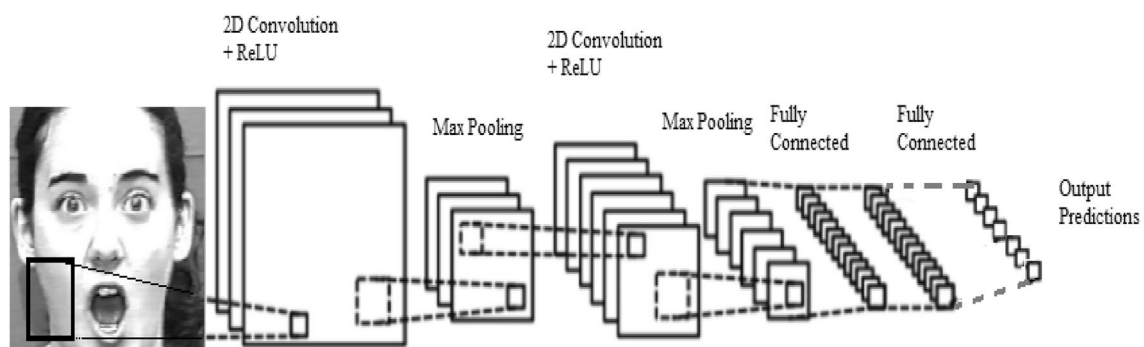 2D Convolution
+ ReLU
Max Pooling
2D Convolution
+ ReLU
Max Pooling
Fully
Connected
Fully
Connected
Output
Predictions